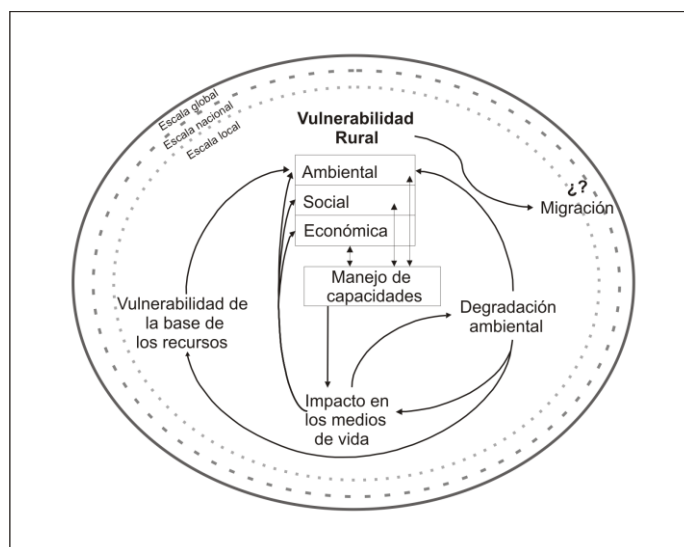 Escala global
Escala nacional
Escala local
Vulnerabilidad
Rural
Ambiental
Social
Económica
¿?
Migración
Manejo de
capacidades
Vulnerabilidad de
la base de
los recursos
Degradación
ambiental
Impacto en
los medios
de vida